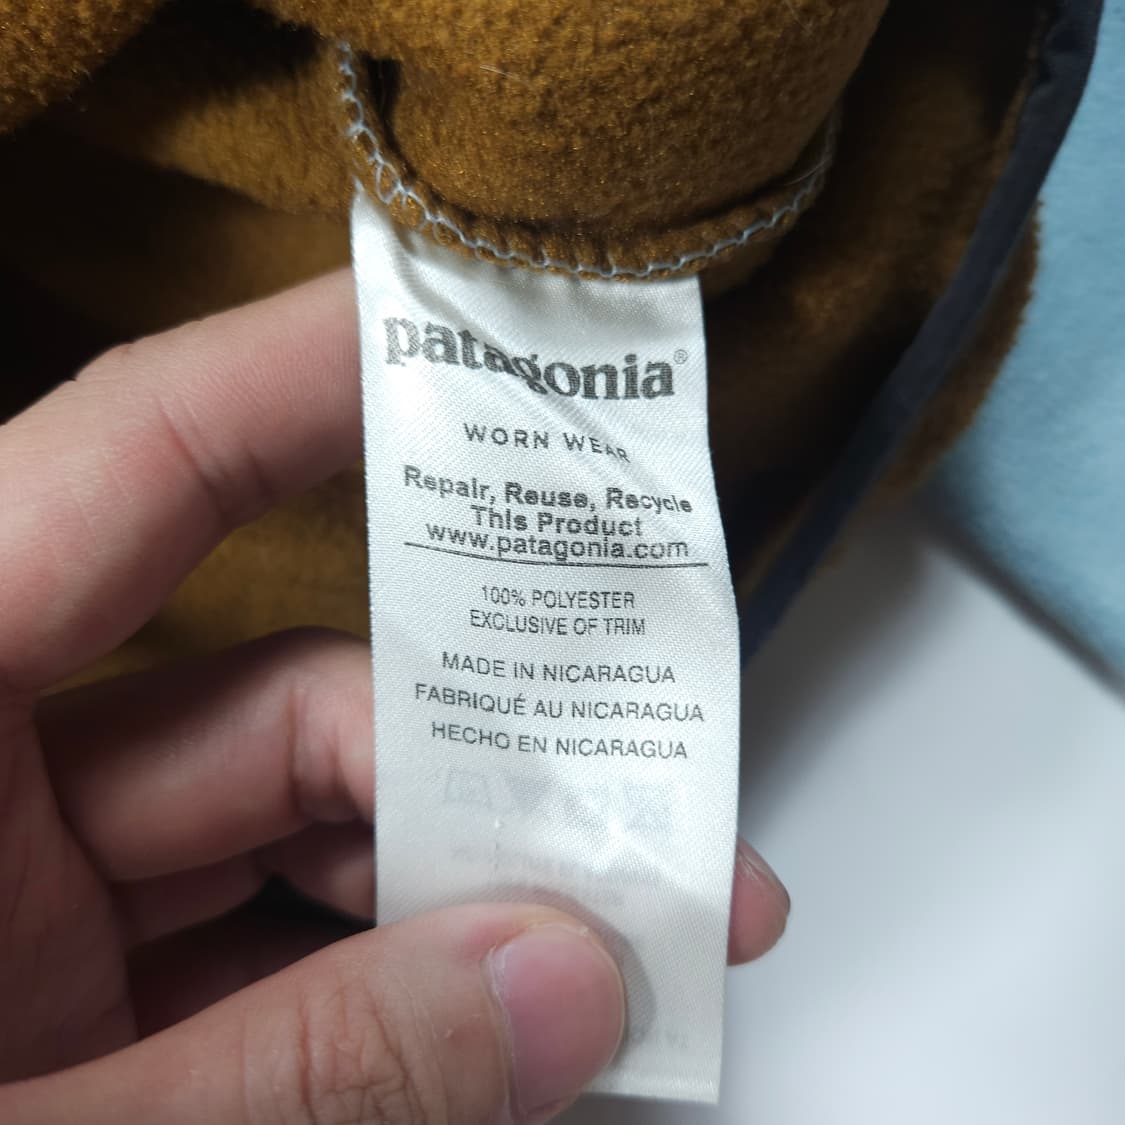 patagonia®
WORN WEAR
Repair, Reuse, Recycle
This Product
www.patagonia.com
100% POLYESTER
EXCLUSIVE OF TRIM
MADE IN NICARAGUA
FABRIQUÉ AU NICARAGUA
HECHO EN NICARAGUA